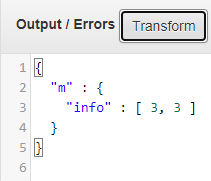 Output / Errors Transform
1 {
2 "m" : {
3 "info" : [ 3, 3 ]
4 }
5 }
6